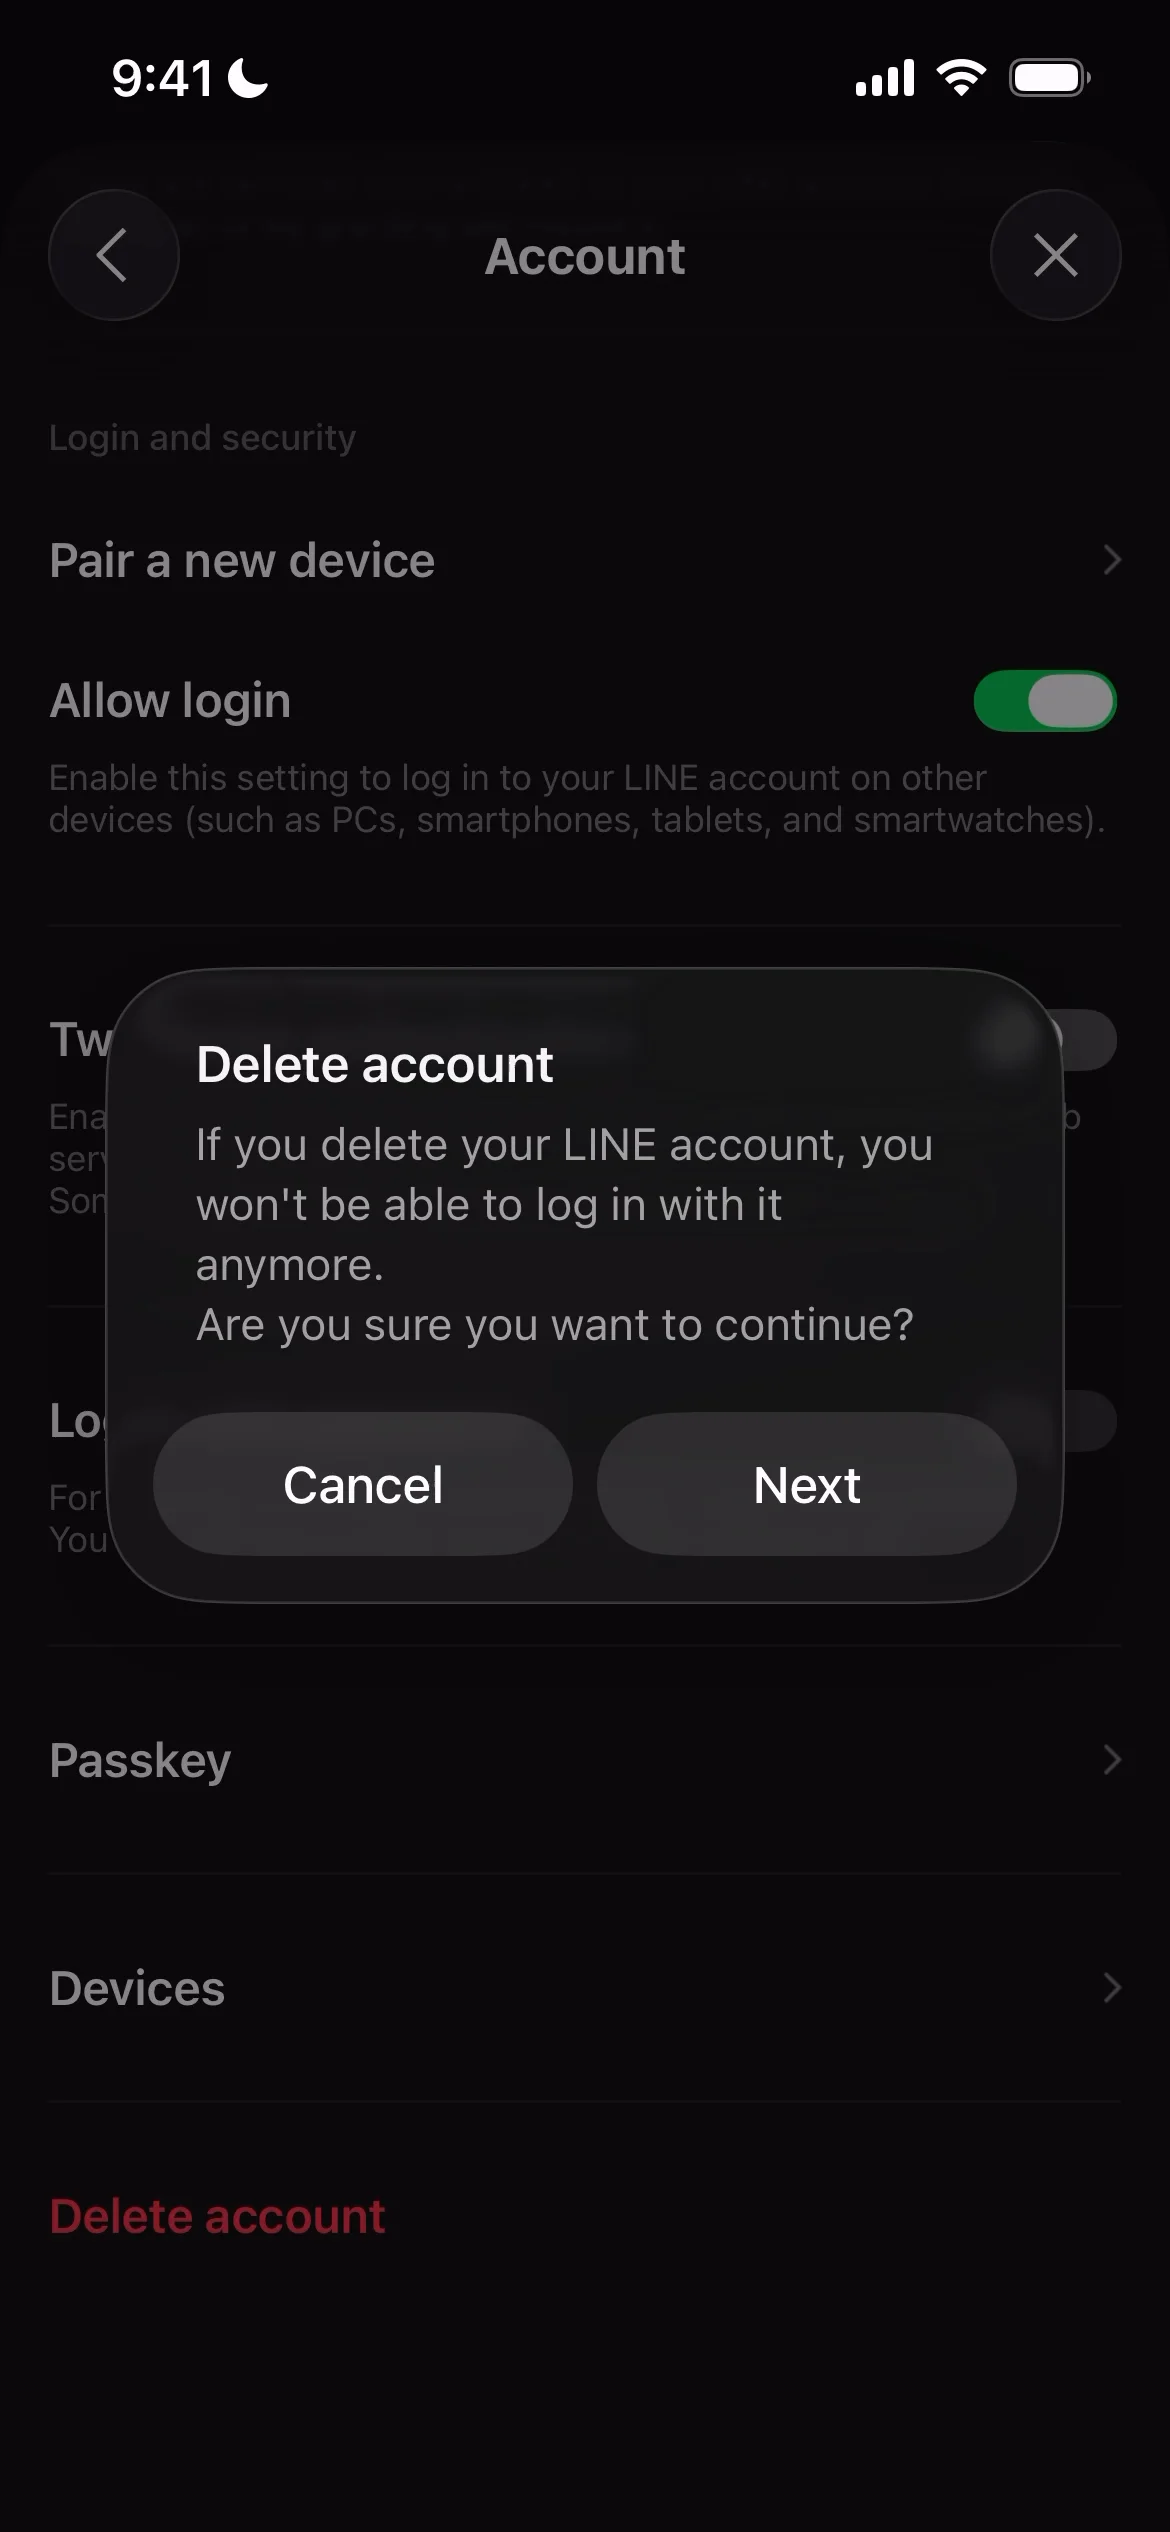 9:41
Account
Login and security
Pair a new device
Allow login
Enable this setting to log in to your LINE account on other
devices (such as PCs, smartphones, tablets, and smartwatches).
Delete account
If you delete your LINE account, you
won't be able to log in with it
anymore.
Are you sure you want to continue?
Cancel
Next
For
You
Passkey
Devices
Delete account